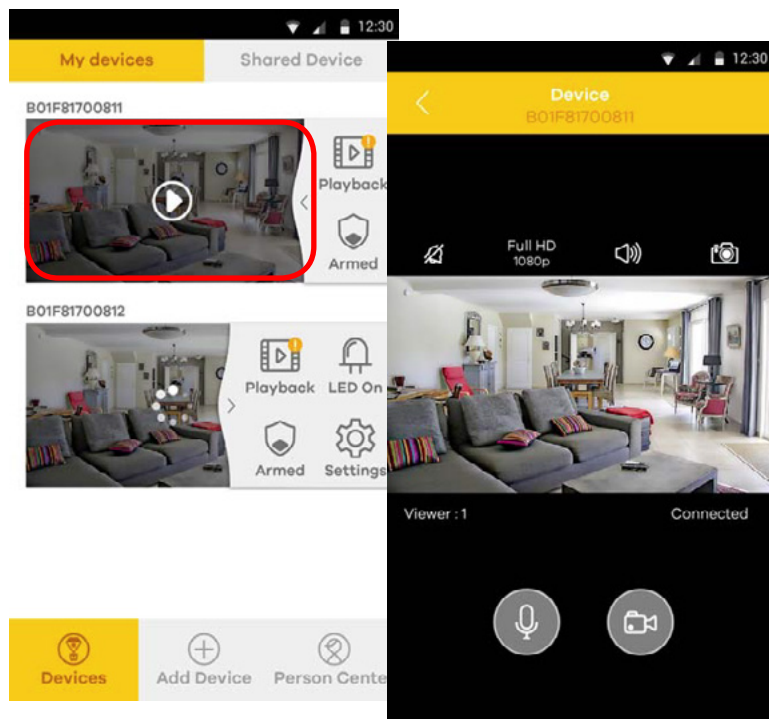 12:30
My devices
Shared Device
B01F81700811
Playback
Armed
B01F81700812
Playback
LED On
Armed
Settings
Devices
Add Device
Person Cente
12:30
Device
B01F81700811
Full HD
1080p
Viewer : 1
Connected